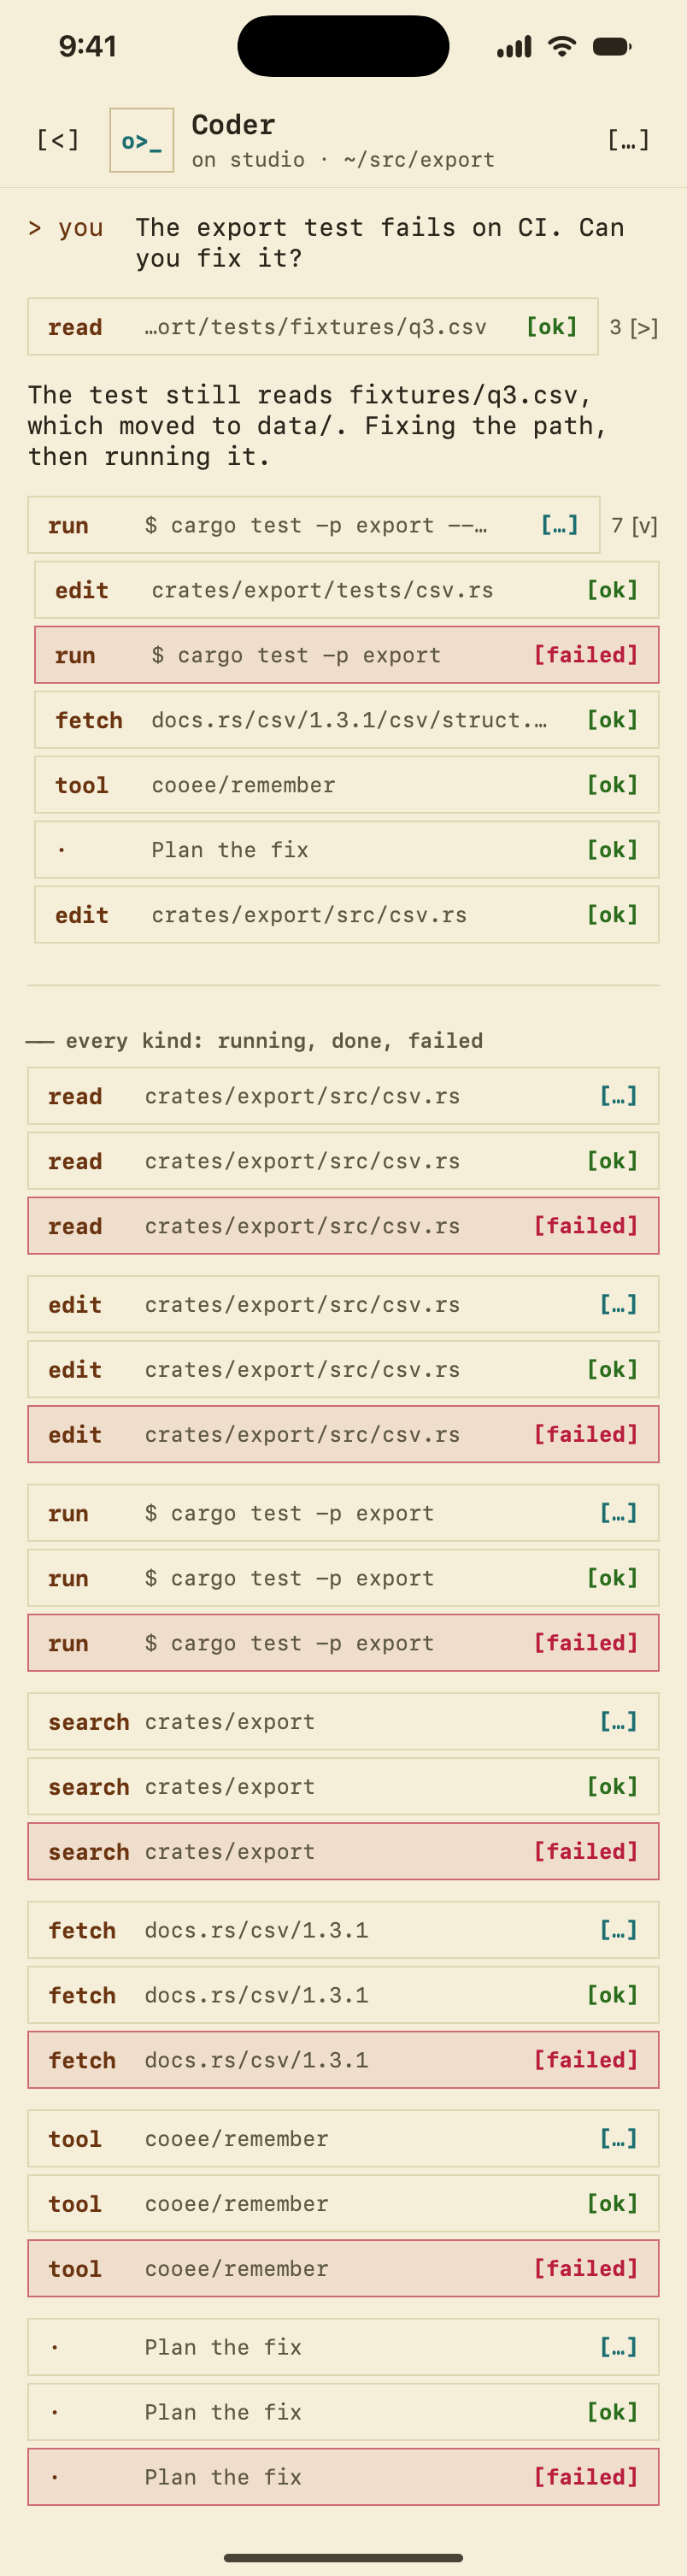 9:41
[<] o>_ Coder [...]
on studio · ~/src/export
> you The export test fails on CI. Can
you fix it?
read …ort/tests/fixtures/q3.csv [ok] 3 [>]
The test still reads fixtures/q3.csv,
which moved to data/. Fixing the path,
then running it.
run $ cargo test -p export --… […] 7 [v]
edit crates/export/tests/csv.rs [ok]
run $ cargo test -p export [failed]
fetch docs.rs/csv/1.3.1/csv/struct.… [ok]
tool cooee/remember [ok]
· Plan the fix [ok]
edit crates/export/src/csv.rs [ok]
—— every kind: running, done, failed
read crates/export/src/csv.rs […]
read crates/export/src/csv.rs [ok]
read crates/export/src/csv.rs [failed]
edit crates/export/src/csv.rs […]
edit crates/export/src/csv.rs [ok]
edit crates/export/src/csv.rs [failed]
run $ cargo test -p export […]
run $ cargo test -p export [ok]
run $ cargo test -p export [failed]
search crates/export […]
search crates/export [ok]
search crates/export [failed]
fetch docs.rs/csv/1.3.1 […]
fetch docs.rs/csv/1.3.1 [ok]
fetch docs.rs/csv/1.3.1 [failed]
tool cooee/remember […]
tool cooee/remember [ok]
tool cooee/remember [failed]
· Plan the fix […]
· Plan the fix [ok]
· Plan the fix [failed]